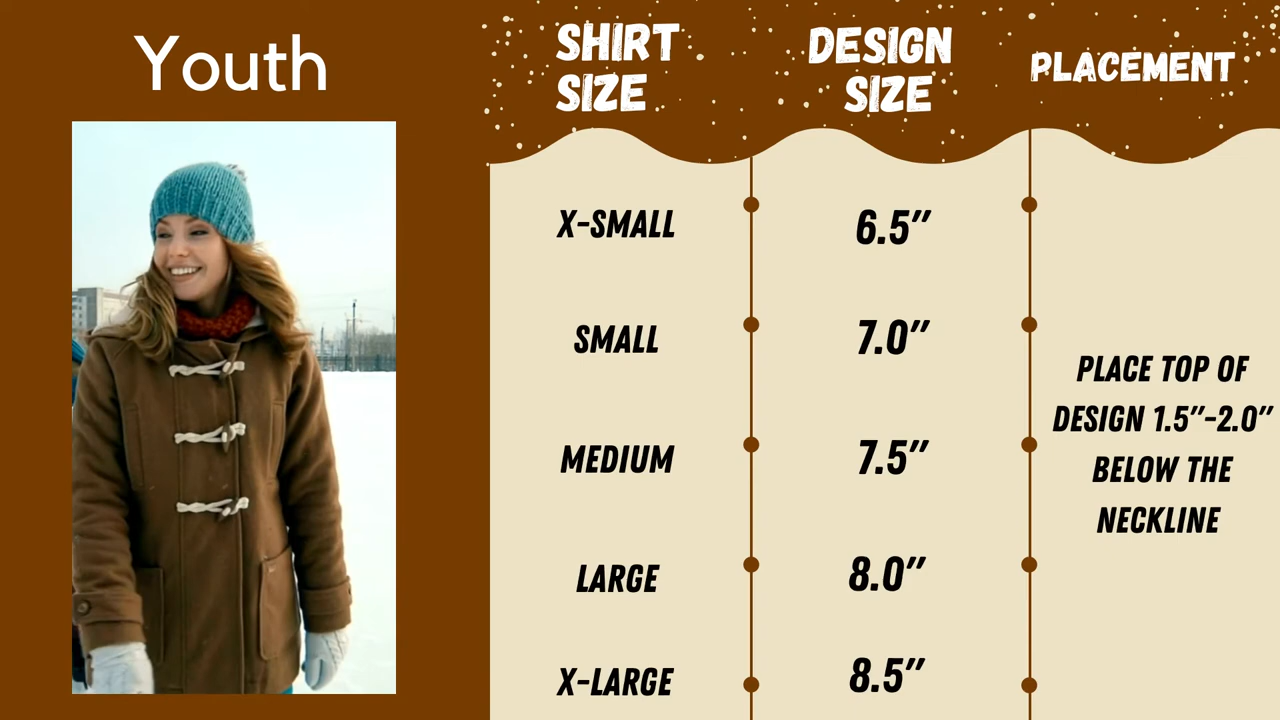 Youth
SHIRT
SIZE
DESIGN
SIZE
PLACEMENT
X-SMALL
6.5"
SMALL
7.0"
MEDIUM
7.5"
LARGE
8.0"
X-LARGE
8.5"
PLACE TOP OF
DESIGN 1.5"-2.0"
BELOW THE
NECKLINE